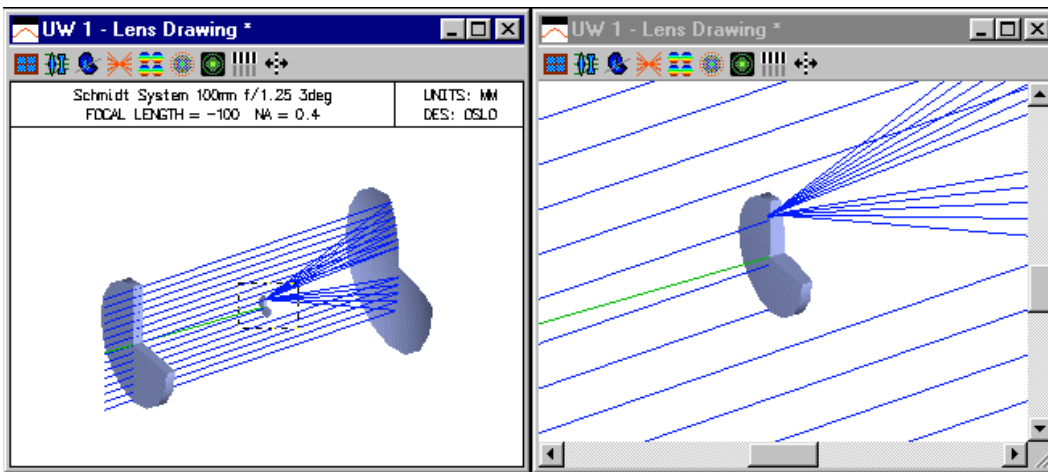 UW 1 - Lens Drawing *
Schmidt System 100mm f/1.25 3deg
FOCAL LENGTH = -100 NA = 0.4
UNITS: MM
DES: OSLO
UW 1 - Lens Drawing *